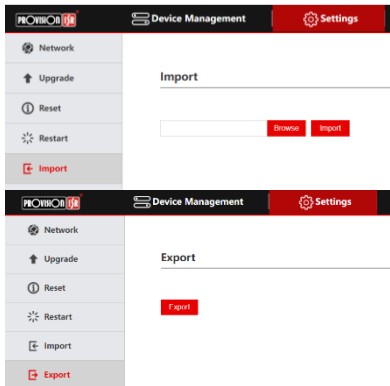 PROVISION ISR Device Management Settings
Network
Upgrade
Import
Reset
Browse Import
Restart
Import
PROVISION ISR Device Management Settings
Network
Upgrade
Export
Reset
Export
Restart
Import
Export